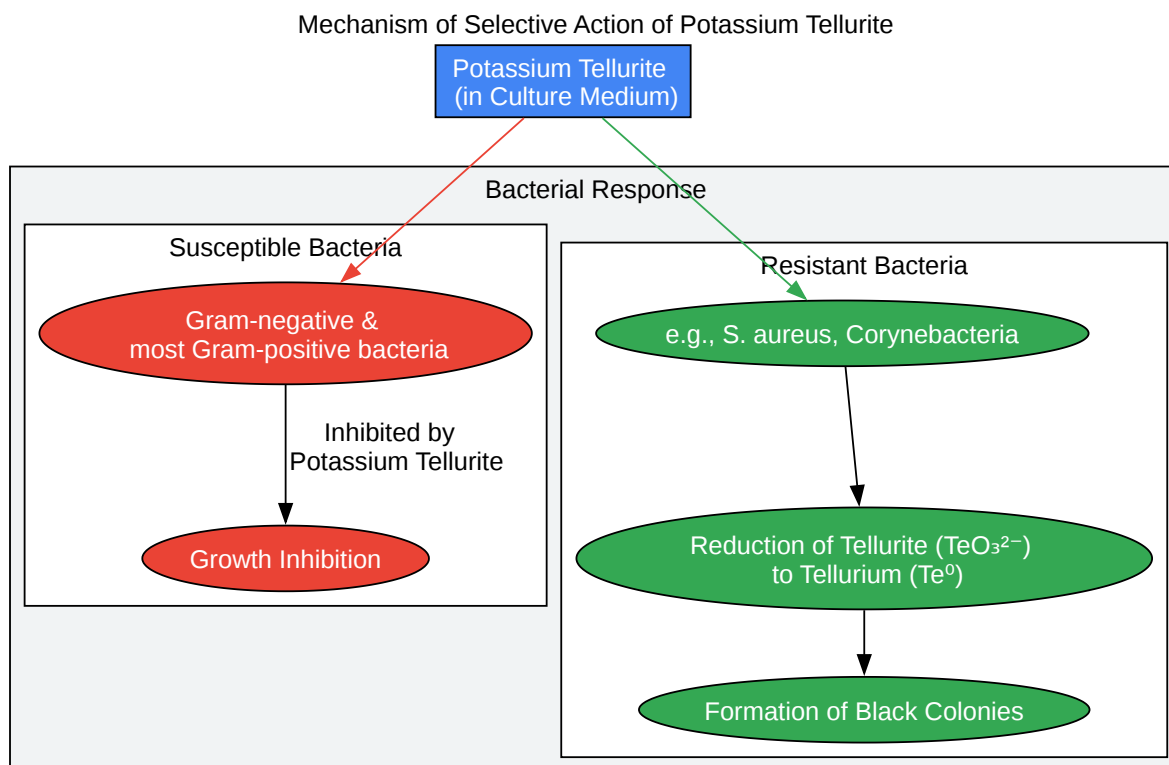 Mechanism of Selective Action of Potassium Tellurite
Potassium Tellurite
(in Culture Medium)
Bacterial Response
Susceptible Bacteria
Gram-negative &
most Gram-positive bacteria
Inhibited by
Potassium Tellurite
Growth Inhibition
Resistant Bacteria
e.g., S. aureus, Corynebacteria
Reduction of Tellurite (TeO₃²⁻)
to Tellurium (Te⁰)
Formation of Black Colonies